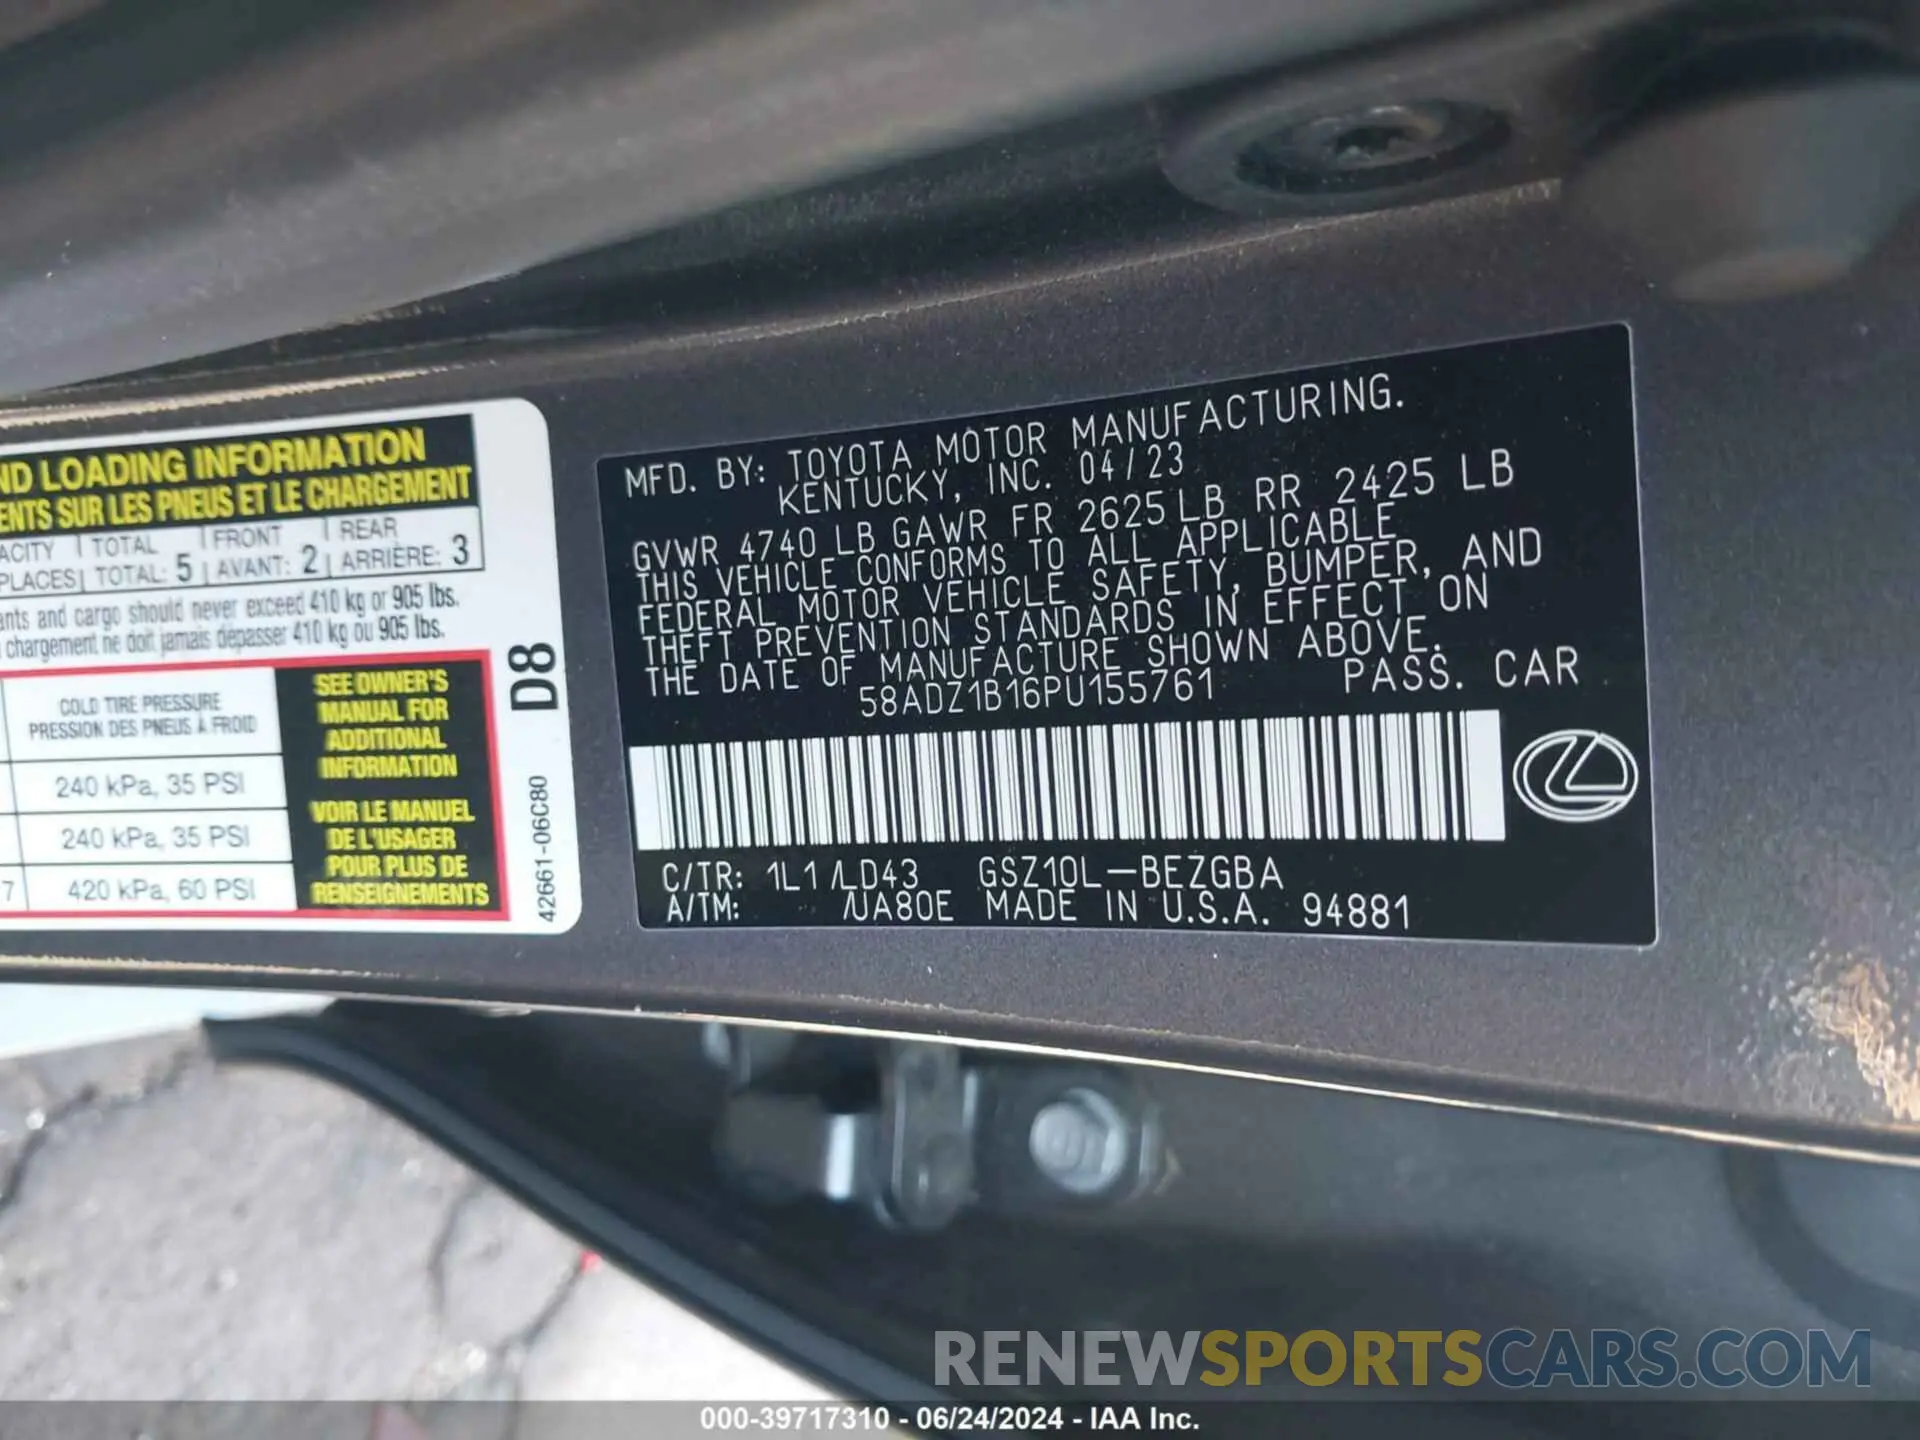 ND LOADING INFORMATION
ENTS SUR LES PNEUS ET LE CHARGEMENT
ACITY TOTAL FRONT REAR
PLACES TOTAL: 5 AVANT: 2 ARRIÈRE: 3
ants and cargo should never exceed 410 kg or 905 lbs.
chargement ne doit jamais dépasser 410 kg ou 905 lbs.
COLD TIRE PRESSURE
PRESSION DES PNEUS À FROID
240 kPa, 35 PSI
240 kPa, 35 PSI
7 420 kPa, 60 PSI
SEE OWNER'S
MANUAL FOR
ADDITIONAL
INFORMATION
VOIR LE MANUEL
DE L'USAGER
POUR PLUS DE
RENSEIGNEMENTS
D8
42661-06C80
MFD. BY: TOYOTA MOTOR MANUFACTURING.
KENTUCKY, INC. 04/23
GVWR 4740 LB GAWR FR 2625 LB RR 2425 LB
THIS VEHICLE CONFORMS TO ALL APPLICABLE
FEDERAL MOTOR VEHICLE SAFETY, BUMPER, AND
THEFT PREVENTION STANDARDS IN EFFECT ON
THE DATE OF MANUFACTURE SHOWN ABOVE.
58ADZ1B16PU155761 PASS. CAR
C/TR: 1L1 /LD43 GSZ10L-BEZGBA
A/TM: /UA80E MADE IN U.S.A. 94881
RENEWSPORTSCARS.COM
000-39717310 - 06/24/2024 - IAA Inc.